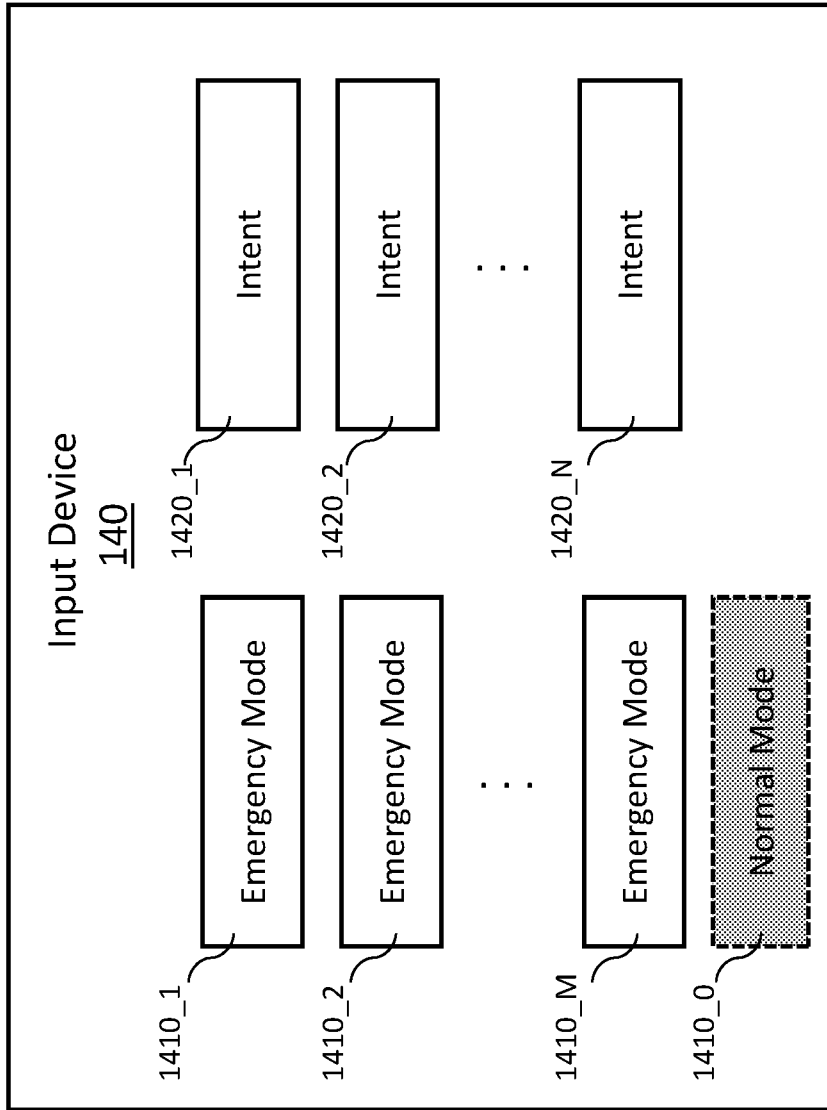 Input Device
140
1410_1
Emergency Mode
1420_1
Intent
1410_2
Emergency Mode
1420_2
Intent
. . .
. . .
1410_M
Emergency Mode
1420_N
Intent
1410_0
Normal Mode